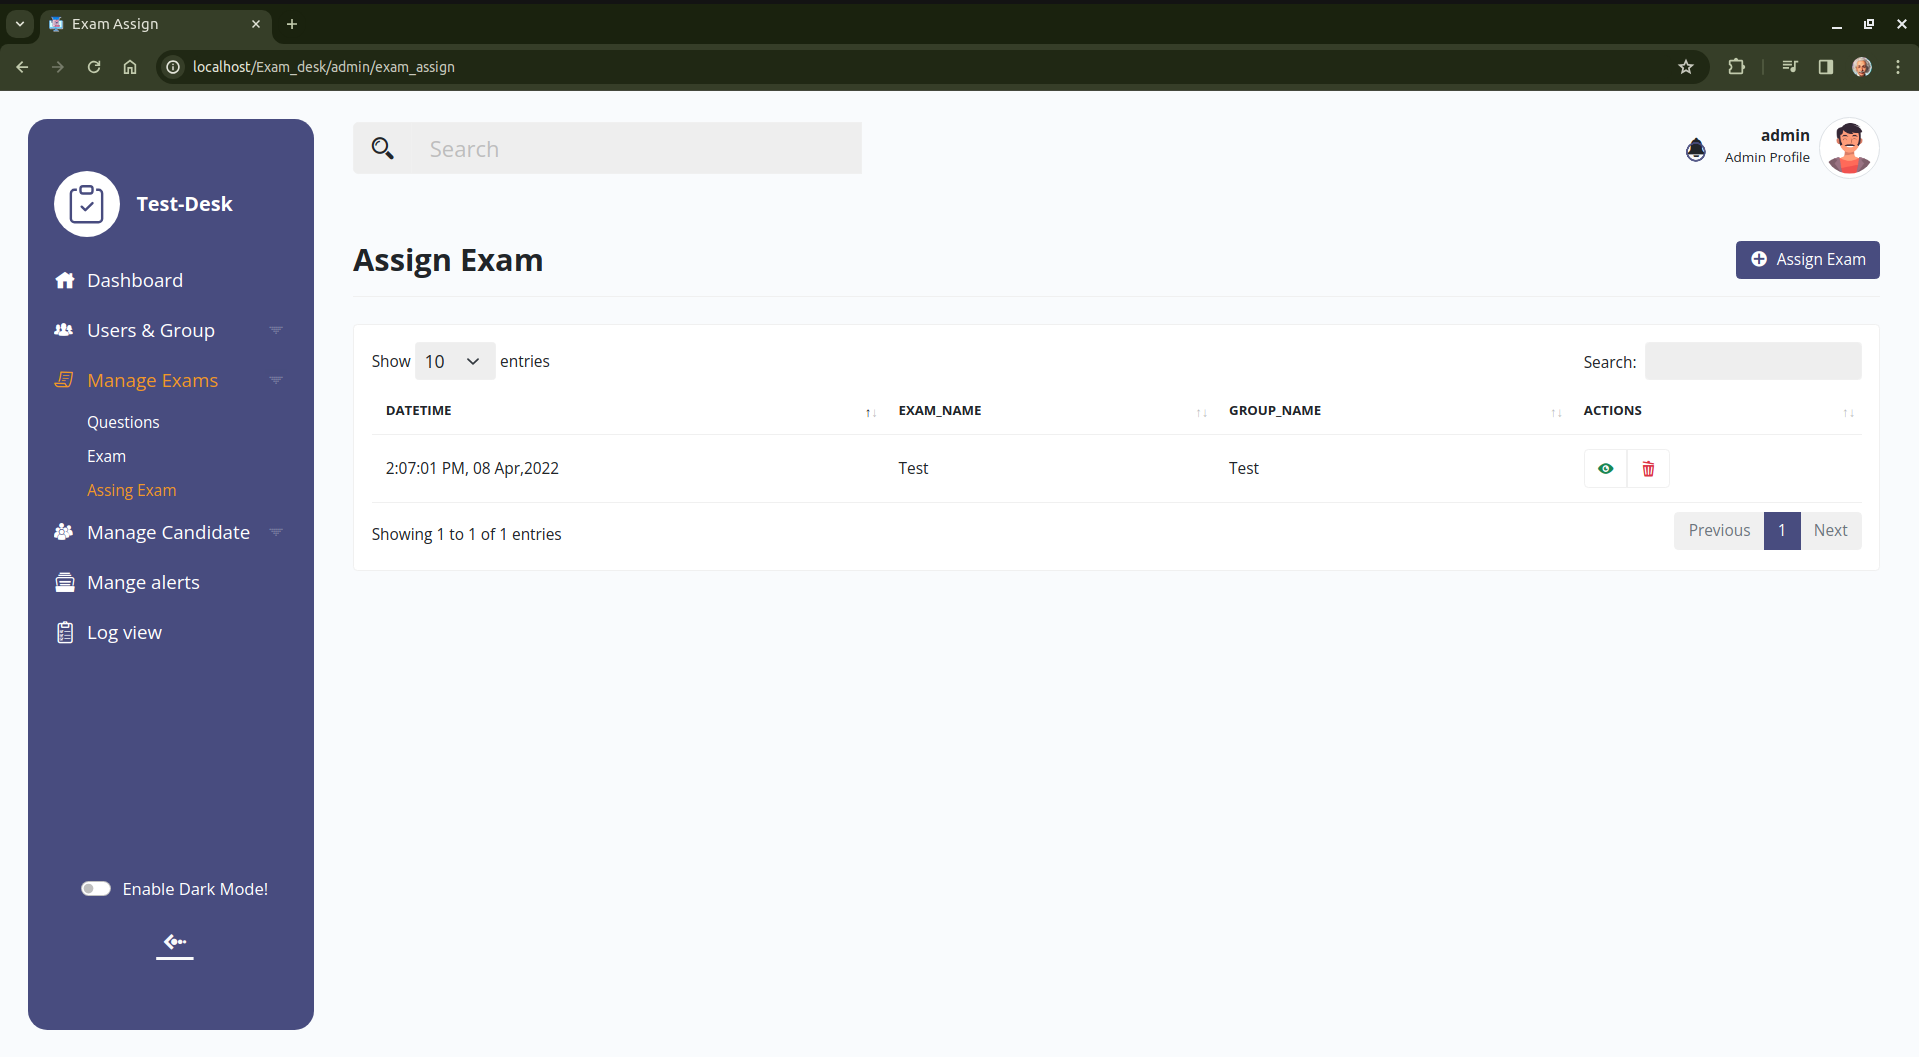 Exam Assign
localhost/Exam_desk/admin/exam_assign
Test-Desk
Dashboard
Users & Group
Manage Exams
Questions
Exam
Assing Exam
Manage Candidate
Mange alerts
Log view
Enable Dark Mode!
Search
admin
Admin Profile
Assign Exam
Assign Exam
Show 10 entries
Search:
DATETIME EXAM_NAME GROUP_NAME ACTIONS
2:07:01 PM, 08 Apr,2022 Test Test
Showing 1 to 1 of 1 entries
Previous 1 Next